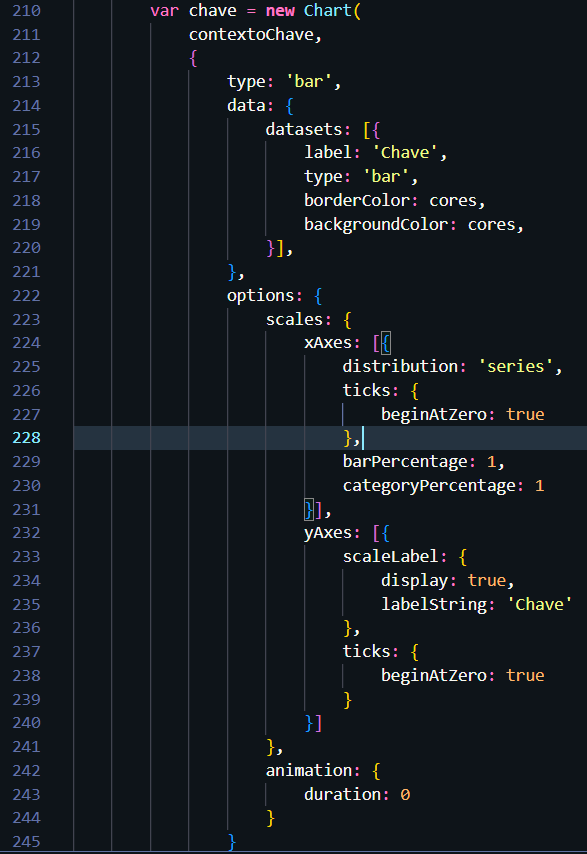 210 var chave = new Chart(
211 contextoChave,
212 {
213 type: 'bar',
214 data: {
215 datasets: [{
216 label: 'Chave',
217 type: 'bar',
218 borderColor: cores,
219 backgroundColor: cores,
220 }],
221 },
222 options: {
223 scales: {
224 xAxes: [{
225 distribution: 'series',
226 ticks: {
227 beginAtZero: true
228 },
229 barPercentage: 1,
230 categoryPercentage: 1
231 }],
232 yAxes: [{
233 scaleLabel: {
234 display: true,
235 labelString: 'Chave'
236 },
237 ticks: {
238 beginAtZero: true
239 }
240 }]
241 },
242 animation: {
243 duration: 0
244 }
245 }